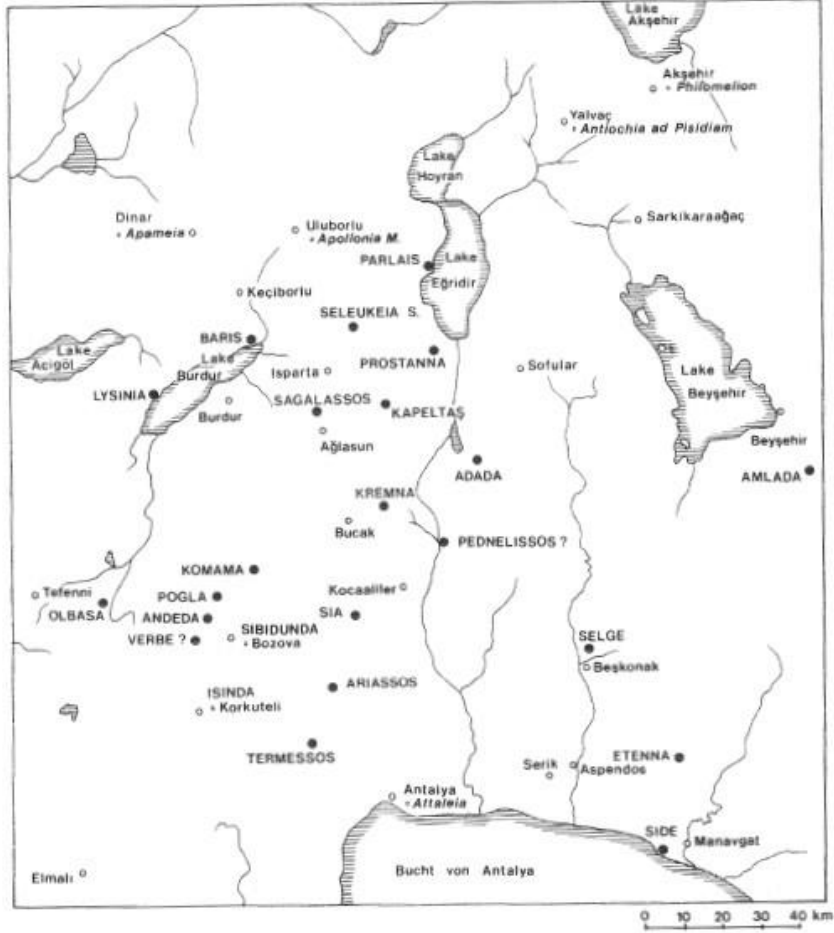 Lake
Akşehir
Akşehir
Philomelion
Yalvaç
Antiochia ad Pisidiam
Lake
Hoyran
Dinar
Apameia
Uluborlu
Apollonia M.
Sarkikaraağaç
PARLAIS
Lake
Eğridir
Keçiborlu
SELEUKEIA S.
BARIS
Lake
Acigöl
Lake
Burdur
Isparta
PROSTANNA
Sofular
Lake
Beyşehir
LYSINIA
Burdur
SAGALASSOS
KAPELTAŞ
Ağlasun
Beyşehir
ADADA
AMLADA
KREMNA
Bucak
PEDNELISSOS ?
KOMAMA
Tefenni
OLBASA
POGLA
Kocaaliler
ANDEDA
SIA
VERBE ?
SIBIDUNDA
Bozova
SELGE
Beşkonak
ISINDA
Korkuteli
ARIASSOS
TERMESSOS
ETENNA
Serik
Aspendos
Antalya
Attaleia
SIDE
Manavgat
Elmalı
Bucht von Antalya
0 10 20 30 40 km